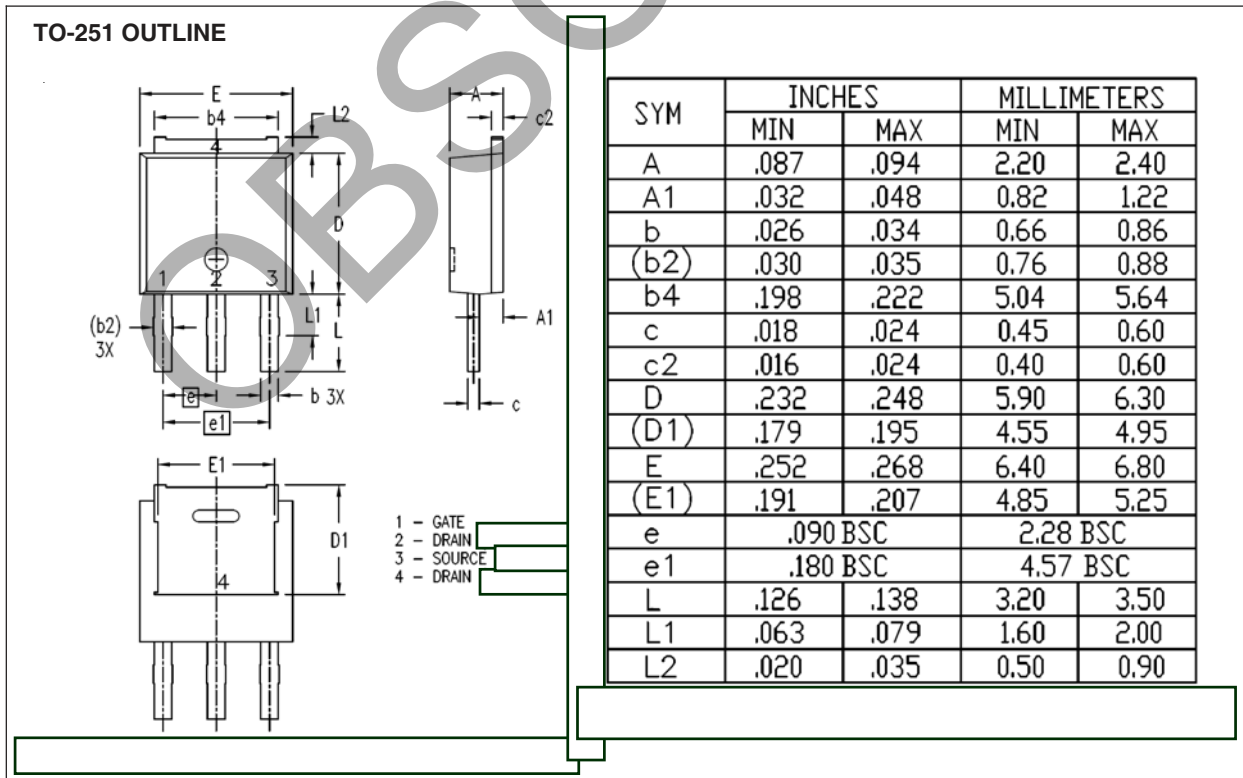 TO-251 OUTLINE
E
b4
L2
4
D
1 2 3
L1
L
(b2)
3X
e
b 3X
e1
A
c2
A1
c
E1
D1
4
1 – GATE
2 – DRAIN
3 – SOURCE
4 – DRAIN
SYM INCHES MILLIMETERS
MIN MAX MIN MAX
A .087 .094 2.20 2.40
A1 .032 .048 0.82 1.22
b .026 .034 0.66 0.86
(b2) .030 .035 0.76 0.88
b4 .198 .222 5.04 5.64
c .018 .024 0.45 0.60
c2 .016 .024 0.40 0.60
D .232 .248 5.90 6.30
(D1) .179 .195 4.55 4.95
E .252 .268 6.40 6.80
(E1) .191 .207 4.85 5.25
e .090 BSC 2.28 BSC
e1 .180 BSC 4.57 BSC
L .126 .138 3.20 3.50
L1 .063 .079 1.60 2.00
L2 .020 .035 0.50 0.90
OBSO